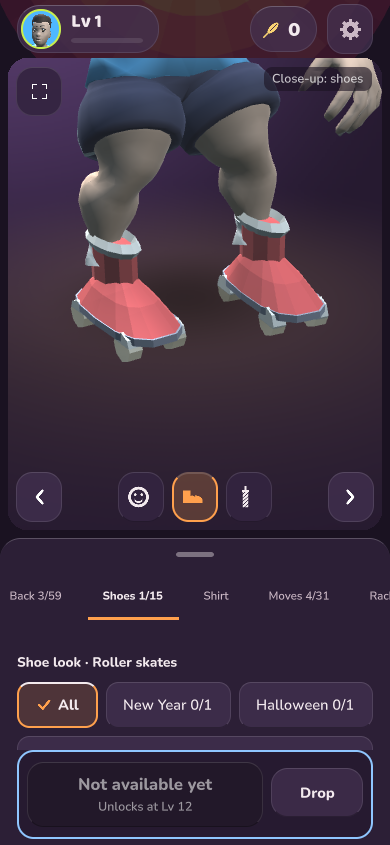 Lv 1
0
Close-up: shoes
Back 3/59
Shoes 1/15
Shirt
Moves 4/31
Shoe look · Roller skates
All
New Year 0/1
Halloween 0/1
Not available yet
Unlocks at Lv 12
Drop